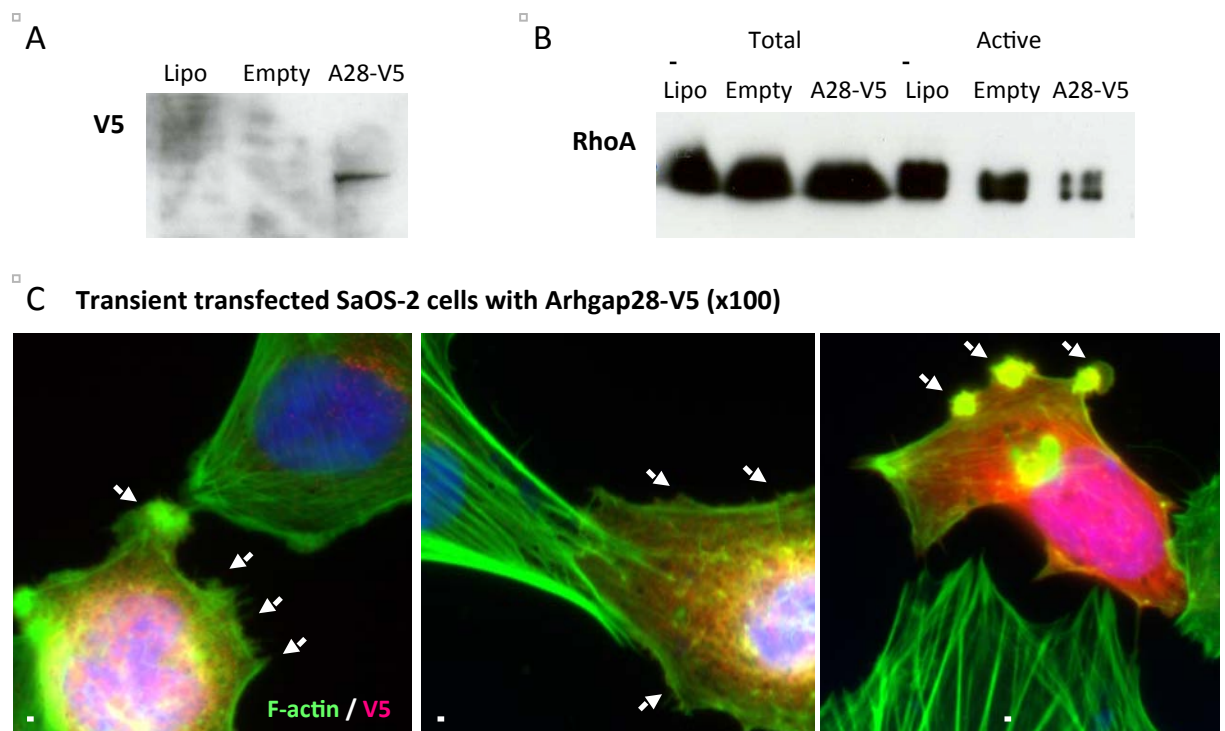 A
Lipo Empty A28-V5
V5
B
Total Active
- -
Lipo Empty A28-V5 Lipo Empty A28-V5
RhoA
C Transient transfected SaOS-2 cells with Arhgap28-V5 (x100)
F-actin / V5